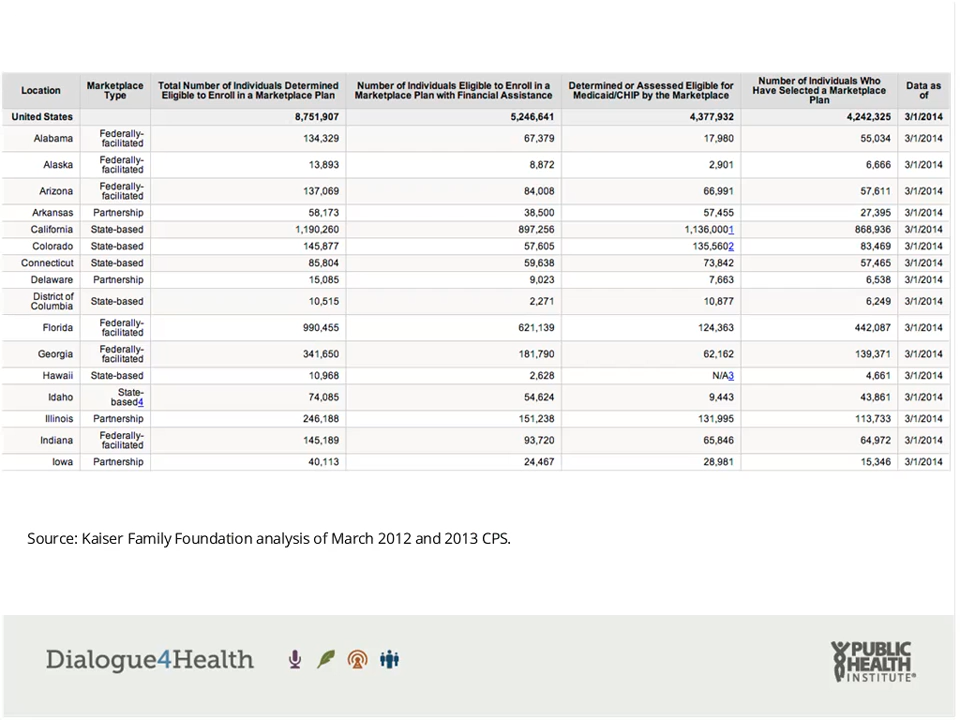 Location | Marketplace Type | Total Number of Individuals Determined Eligible to Enroll in a Marketplace Plan | Number of Individuals Eligible to Enroll in a Marketplace Plan with Financial Assistance | Determined or Assessed Eligible for Medicaid/CHIP by the Marketplace | Number of Individuals Who Have Selected a Marketplace Plan | Data as of
United States | | 8,751,907 | 5,246,641 | 4,377,932 | 4,242,325 | 3/1/2014
Alabama | Federally-facilitated | 134,329 | 67,379 | 17,980 | 55,034 | 3/1/2014
Alaska | Federally-facilitated | 13,893 | 8,872 | 2,901 | 6,666 | 3/1/2014
Arizona | Federally-facilitated | 137,069 | 84,008 | 66,991 | 57,611 | 3/1/2014
Arkansas | Partnership | 58,173 | 38,500 | 57,455 | 27,395 | 3/1/2014
California | State-based | 1,190,260 | 897,256 | 1,136,0001 | 868,936 | 3/1/2014
Colorado | State-based | 145,877 | 57,605 | 135,5602 | 83,469 | 3/1/2014
Connecticut | State-based | 85,804 | 59,638 | 73,842 | 57,465 | 3/1/2014
Delaware | Partnership | 15,085 | 9,023 | 7,663 | 6,538 | 3/1/2014
District of Columbia | State-based | 10,515 | 2,271 | 10,877 | 6,249 | 3/1/2014
Florida | Federally-facilitated | 990,455 | 621,139 | 124,363 | 442,087 | 3/1/2014
Georgia | Federally-facilitated | 341,650 | 181,790 | 62,162 | 139,371 | 3/1/2014
Hawaii | State-based | 10,968 | 2,628 | N/A3 | 4,661 | 3/1/2014
Idaho | State-based4 | 74,085 | 54,624 | 9,443 | 43,861 | 3/1/2014
Illinois | Partnership | 246,188 | 151,238 | 131,995 | 113,733 | 3/1/2014
Indiana | Federally-facilitated | 145,189 | 93,720 | 65,846 | 64,972 | 3/1/2014
Iowa | Partnership | 40,113 | 24,467 | 28,981 | 15,346 | 3/1/2014
Source: Kaiser Family Foundation analysis of March 2012 and 2013 CPS.
Dialogue4Health
PUBLIC
HEALTH
INSTITUTE®